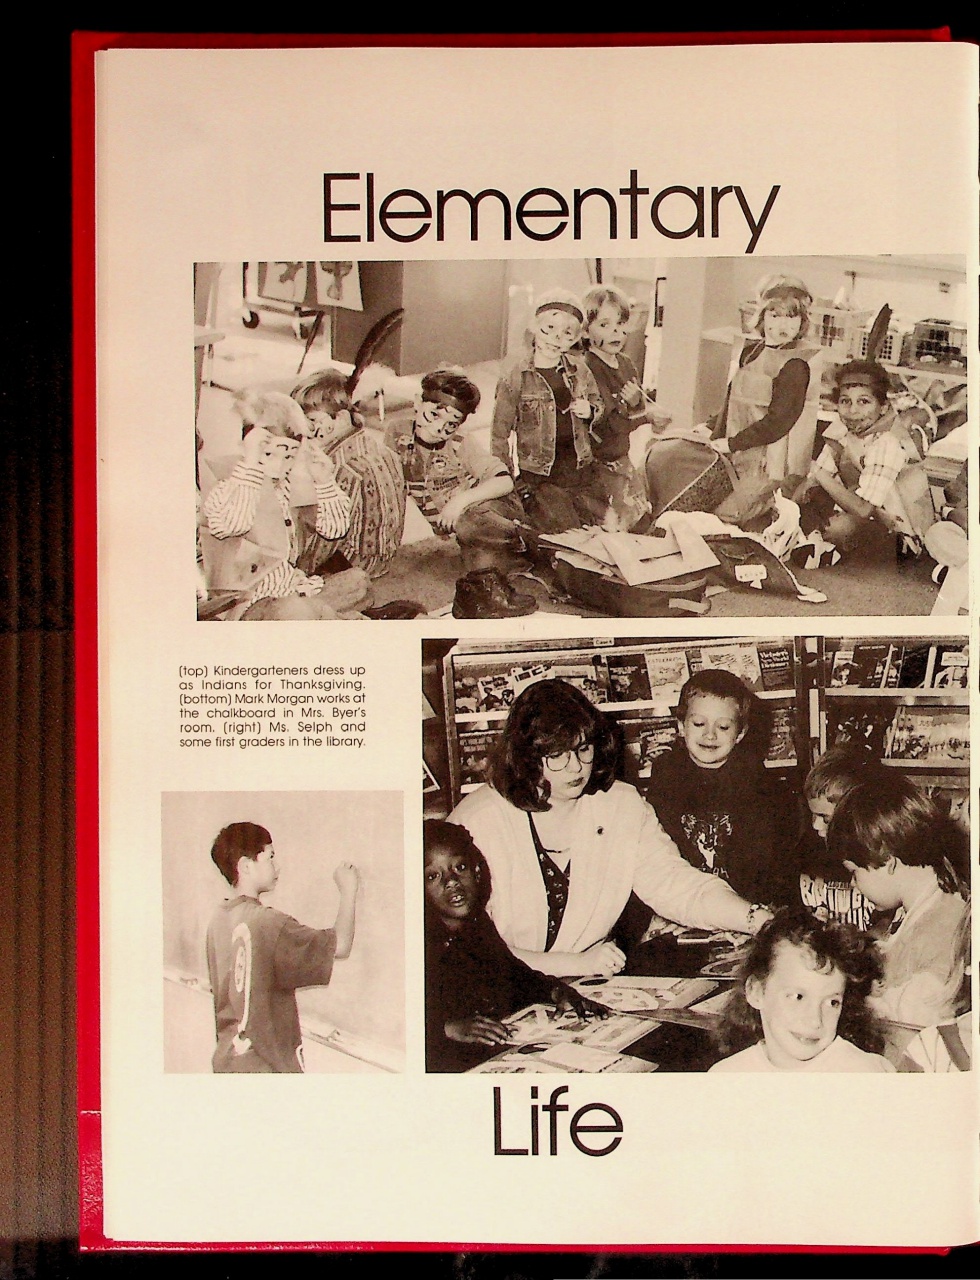 Elementary
(top) Kindergarteners dress up
as Indians for Thanksgiving.
(bottom) Mark Morgan works at
the chalkboard in Mrs. Byer's
room. (right) Ms. Selph and
some first graders in the library.
Life